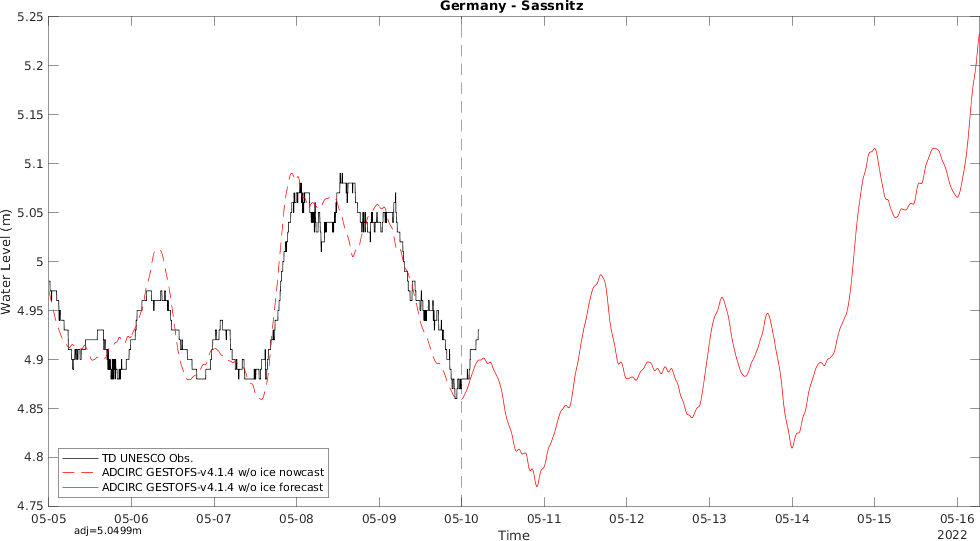 Germany - Sassnitz
5.25
5.2
5.15
5.1
5.05
5
4.95
4.9
4.85
4.8
4.75
Water Level (m)
TD UNESCO Obs.
ADCIRC GESTOFS-v4.1.4 w/o ice nowcast
ADCIRC GESTOFS-v4.1.4 w/o ice forecast
05-05 05-06 05-07 05-08 05-09 05-10 05-11 05-12 05-13 05-14 05-15 05-16
adj=5.0499m
Time
2022